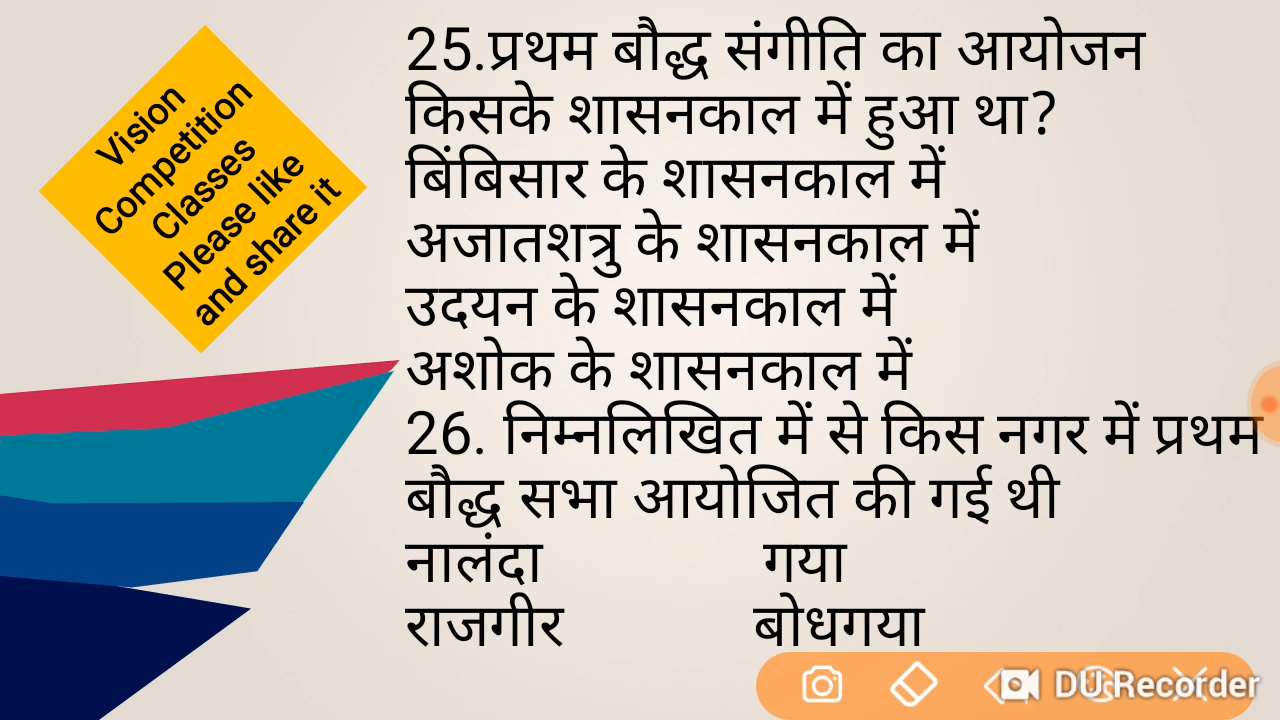 Vision
Competition
Classes
Please like
and share it
25.प्रथम बौद्ध संगीति का आयोजन
किसके शासनकाल में हुआ था?
बिंबिसार के शासनकाल में
अजातशत्रु के शासनकाल में
उदयन के शासनकाल में
अशोक के शासनकाल में
26. निम्नलिखित में से किस नगर में प्रथम
बौद्ध सभा आयोजित की गई थी
नालंदा गया
राजगीर बोधगया
DU Recorder